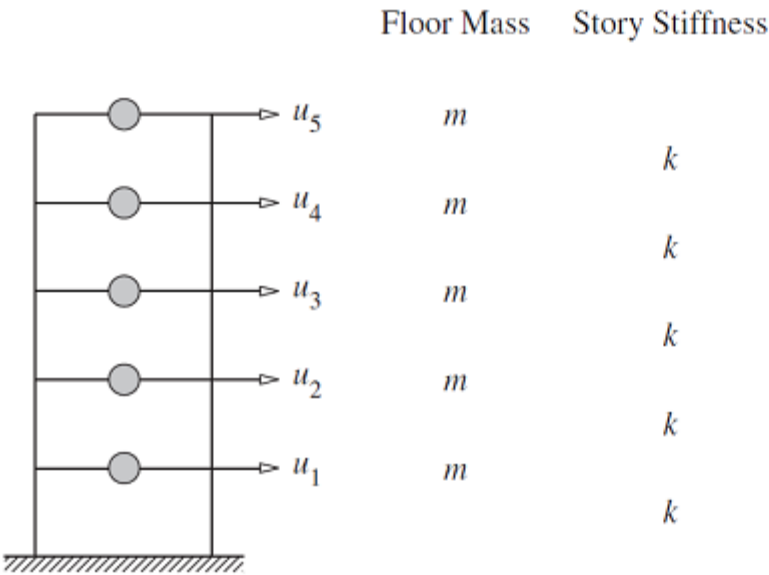 Floor Mass Story Stiffness
u5 m
k
u4 m
k
u3 m
k
u2 m
k
u1 m
k